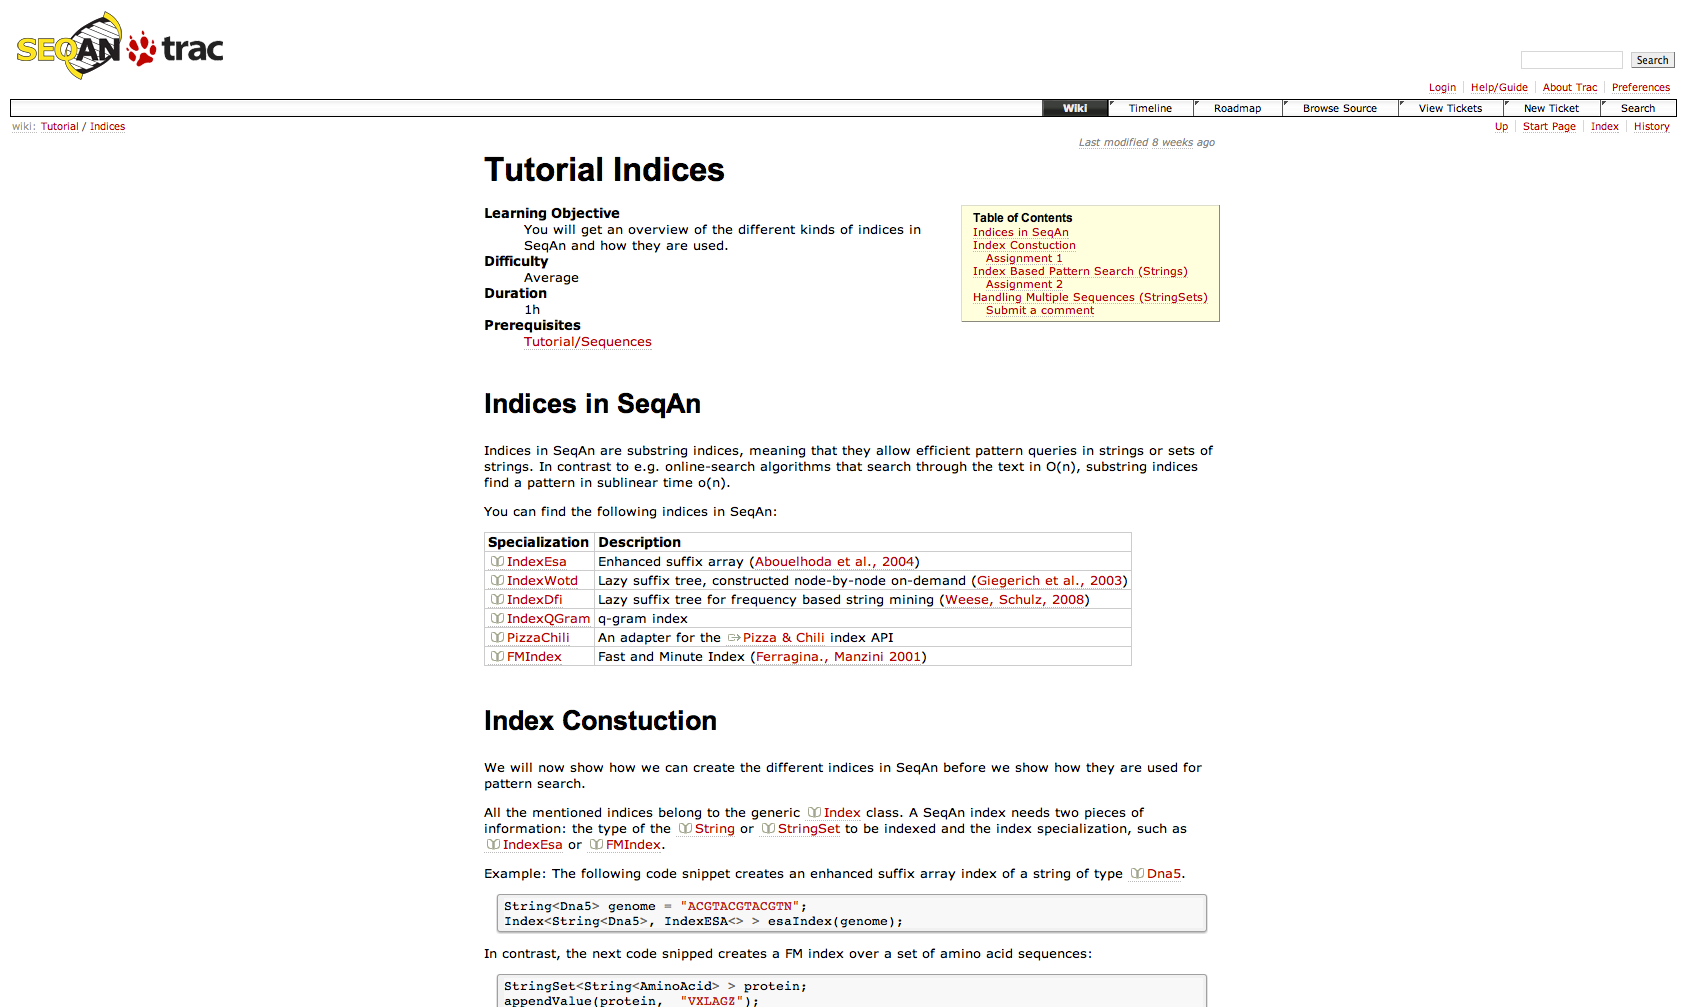 SEQAN trac
Search
Login Help/Guide About Trac Preferences
Wiki Timeline Roadmap Browse Source View Tickets New Ticket Search
wiki: Tutorial / Indices
Up Start Page Index History
Last modified 8 weeks ago
Tutorial Indices
Learning Objective
You will get an overview of the different kinds of indices in
SeqAn and how they are used.
Difficulty
Average
Duration
1h
Prerequisites
Tutorial/Sequences
Table of Contents
Indices in SeqAn
Index Constuction
Assignment 1
Index Based Pattern Search (Strings)
Assignment 2
Handling Multiple Sequences (StringSets)
Submit a comment
Indices in SeqAn
Indices in SeqAn are substring indices, meaning that they allow efficient pattern queries in strings or sets of
strings. In contrast to e.g. online-search algorithms that search through the text in O(n), substring indices
find a pattern in sublinear time o(n).
You can find the following indices in SeqAn:
Specialization Description
IndexEsa Enhanced suffix array (Abouelhoda et al., 2004)
IndexWotd Lazy suffix tree, constructed node-by-node on-demand (Giegerich et al., 2003)
IndexDfi Lazy suffix tree for frequency based string mining (Weese, Schulz, 2008)
IndexQGram q-gram index
PizzaChili An adapter for the Pizza & Chili index API
FMIndex Fast and Minute Index (Ferragina., Manzini 2001)
Index Constuction
We will now show how we can create the different indices in SeqAn before we show how they are used for
pattern search.
All the mentioned indices belong to the generic Index class. A SeqAn index needs two pieces of
information: the type of the String or StringSet to be indexed and the index specialization, such as
IndexEsa or FMIndex.
Example: The following code snippet creates an enhanced suffix array index of a string of type Dna5.
String<Dna5> genome = "ACGTACGTACGTN";
Index<String<Dna5>, IndexESA<> > esaIndex(genome);
In contrast, the next code snipped creates a FM index over a set of amino acid sequences:
StringSet<String<AminoAcid> > protein;
appendValue(protein, "VXLAGZ");